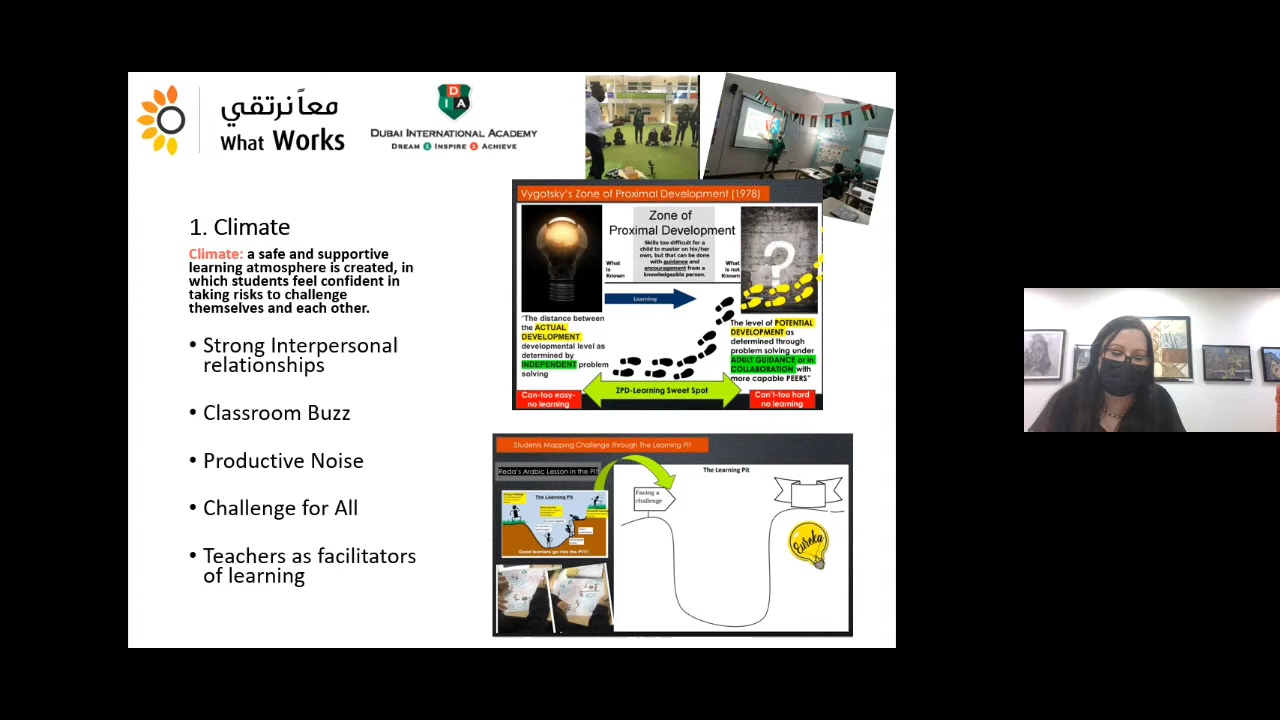 معاً نرتقي
What Works
D
I A
DUBAI INTERNATIONAL ACADEMY
DREAM INSPIRE ACHIEVE
1. Climate
Climate: a safe and supportive
learning atmosphere is created, in
which students feel confident in
taking risks to challenge
themselves and each other.
• Strong Interpersonal
relationships
• Classroom Buzz
• Productive Noise
• Challenge for All
• Teachers as facilitators
of learning
Vygotsky's Zone of Proximal Development (1978)
Zone of
Proximal Development
Skills too difficult for a
child to master on his/her
own, but that can be done
with guidance and
encouragement from a
knowledgeable person.
What
is
Known
What
is not
Known
Learning
"The distance between
the ACTUAL
DEVELOPMENT
developmental level as
determined by
INDEPENDENT problem
solving
The level of POTENTIAL
DEVELOPMENT as
determined through
problem solving under
ADULT GUIDANCE or in
COLLABORATION with
more capable PEERS"
Can-too easy-
no learning
ZPD-Learning Sweet Spot
Can't-too hard
no learning
Students Mapping Challenge through The Learning Pit
Reda's Arabic Lesson in the Pit
The Learning Pit
Good learners go into the PIT!
The Learning Pit
Facing a
challenge
Eureka